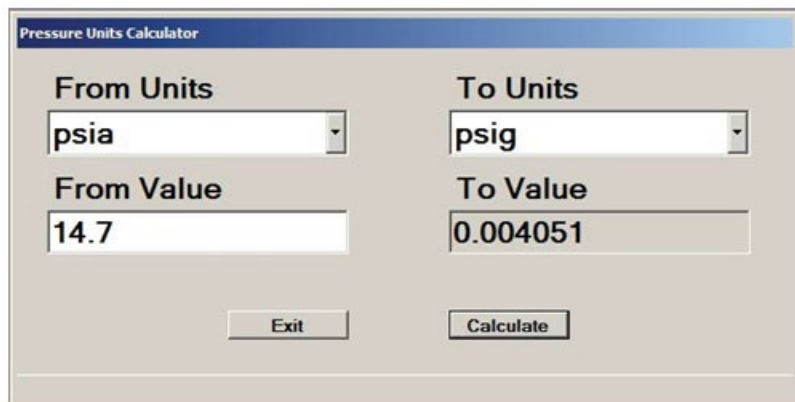 Pressure Units Calculator
From Units
To Units
psia
psig
From Value
To Value
14.7
0.004051
Exit
Calculate